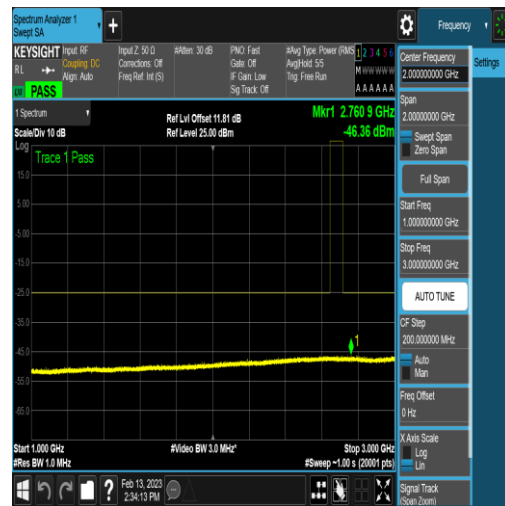 Spectrum Analyzer 1
Swept SA
+
Frequency
Settings
KEYSIGHT
RL
LXI
PASS
Input: RF
Coupling: DC
Align: Auto
Input Z: 50 Ω
Corrections: Off
Freq Ref: Int (S)
#Atten: 30 dB
PNO: Fast
Gate: Off
IF Gain: Low
Sig Track: Off
#Avg Type: Power (RMS
Avg|Hold: 5/5
Trig: Free Run
1 2 3 4 5 6
M W W W W W
A A A A A A
1 Spectrum
Scale/Div 10 dB
Ref Lvl Offset 11.81 dB
Ref Level 25.00 dBm
Mkr1 2.760 9 GHz
-46.36 dBm
Log
Trace 1 Pass
15.0
5.00
-5.00
-15.0
-25.0
-35.0
-45.0
-55.0
-65.0
1
Start 1.000 GHz
#Res BW 1.0 MHz
#Video BW 3.0 MHz*
Stop 3.000 GHz
#Sweep ~1.00 s (20001 pts)
Center Frequency
2.000000000 GHz
Span
2.00000000 GHz
Swept Span
Zero Span
Full Span
Start Freq
1.000000000 GHz
Stop Freq
3.000000000 GHz
AUTO TUNE
CF Step
200.000000 MHz
Auto
Man
Freq Offset
0 Hz
X Axis Scale
Log
Lin
Signal Track
(Span Zoom)
?
Feb 13, 2023
2:34:13 PM